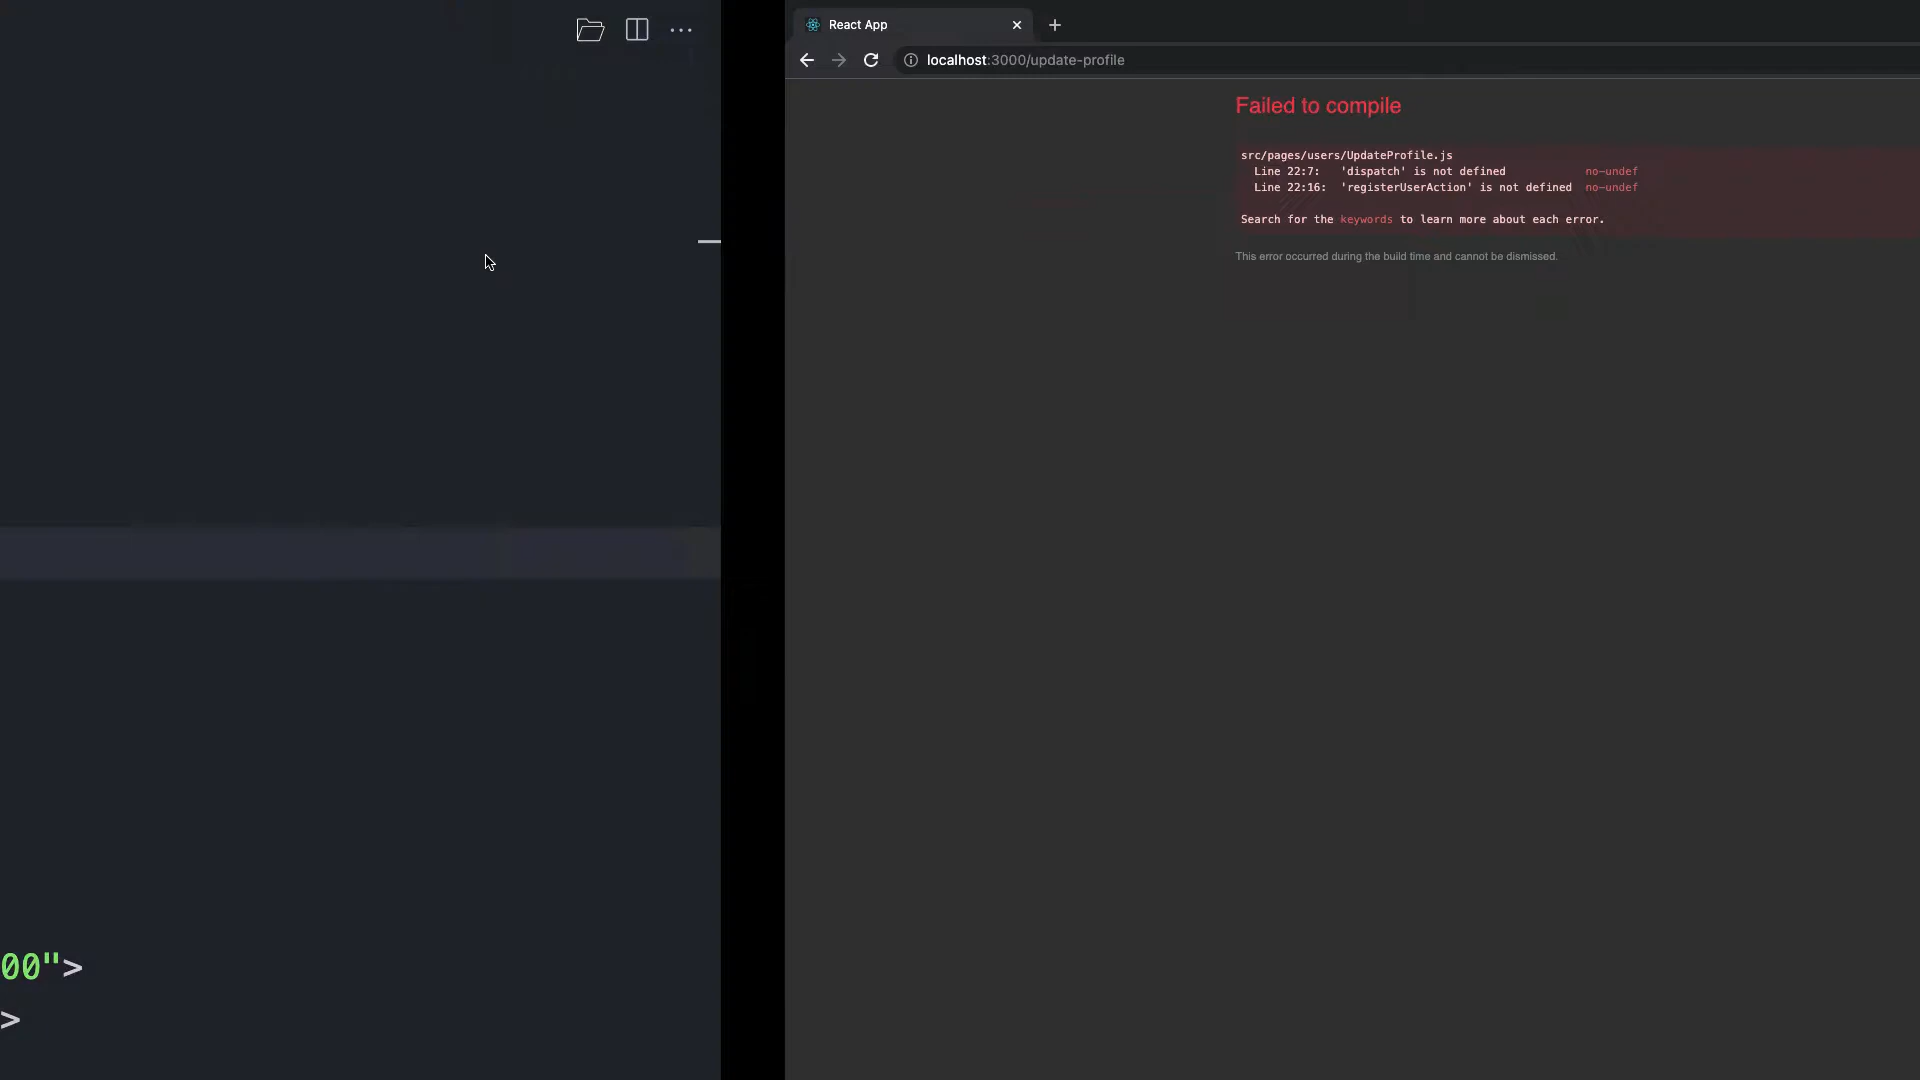 React App
localhost:3000/update-profile
Failed to compile
src/pages/users/UpdateProfile.js
Line 22:7: 'dispatch' is not defined no-undef
Line 22:16: 'registerUserAction' is not defined no-undef
Search for the keywords to learn more about each error.
This error occurred during the build time and cannot be dismissed.
00">
>